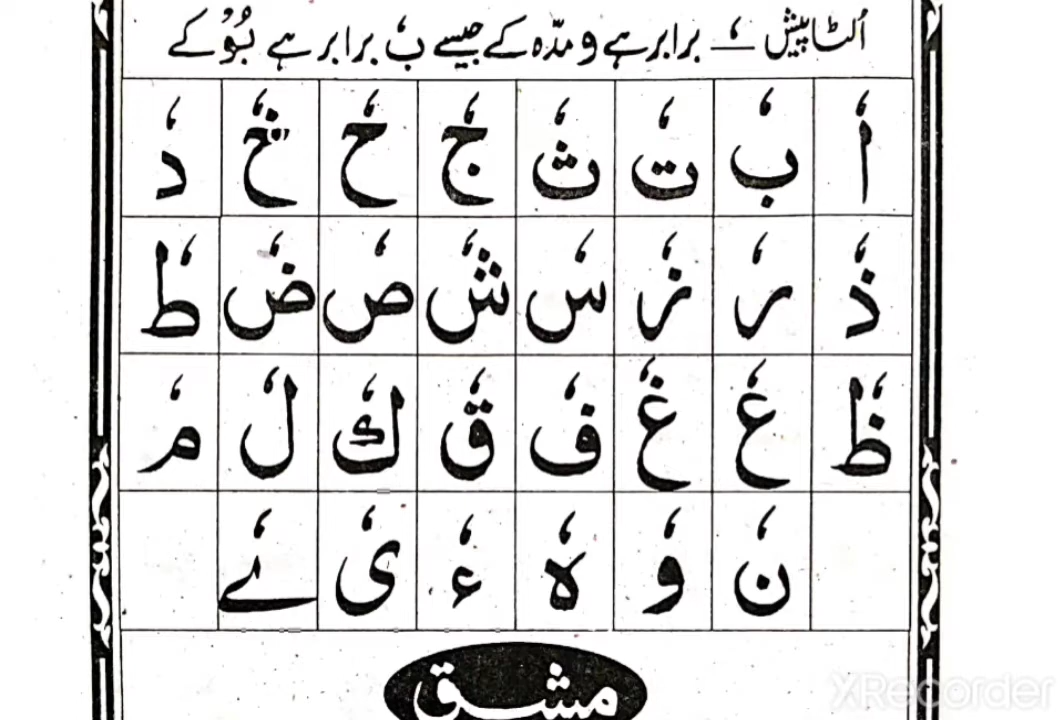 اُلٹا پیش ـٗ برابر ہے و مدّہ کے جیسے بٗ برابر ہے بُوْ کے
اٗ بٗ تٗ ثٗ جٗ حٗ خٗ دٗ
ذٗ رٗ زٗ سٗ شٗ صٗ ضٗ طٗ
ظٗ عٗ غٗ فٗ قٗ كٗ لٗ مٗ
نٗ وٗ هٗ ءٗ یٗ ےٗ
مشق
XRecorder